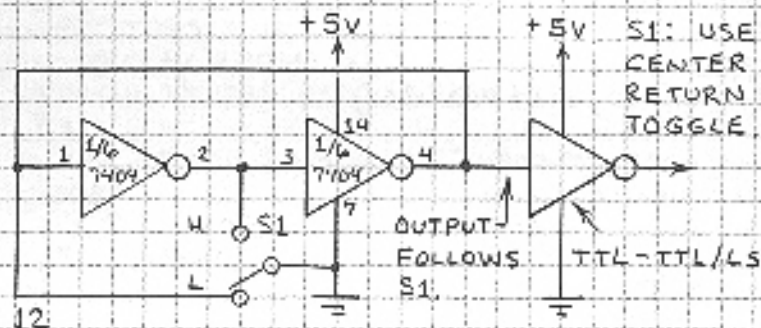 +5V
+5V
S1: USE
CENTER
RETURN
TOGGLE
1
1/6
7404
2
3
14
1/6
7404
4
7
H
S1
L
OUTPUT
FOLLOWS
S1.
TTL-TTL/LS
12